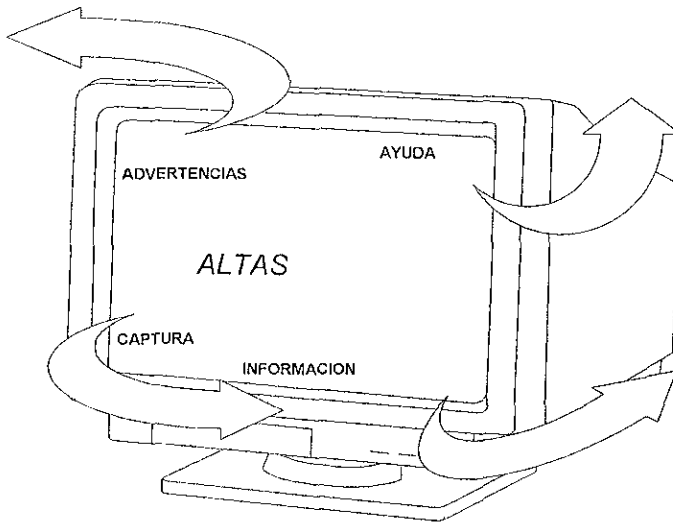 AYUDA
ADVERTENCIAS
ALTAS
CAPTURA
INFORMACION